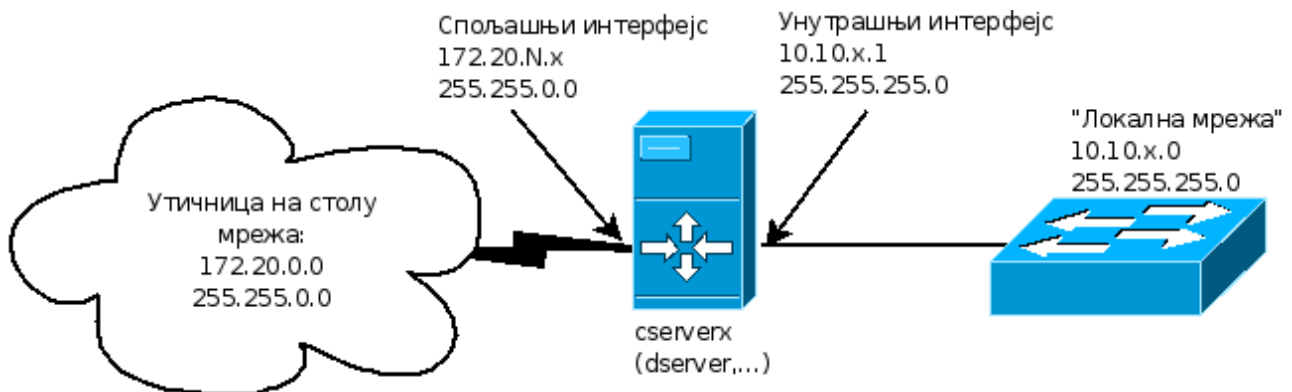 Спољашњи интерфејс
172.20.N.x
255.255.0.0
Унутрашњи интерфејс
10.10.x.1
255.255.255.0
"Локална мрежа"
10.10.x.0
255.255.255.0
Утичница на столу
мрежа:
172.20.0.0
255.255.0.0
cserverx
(dserver,...)